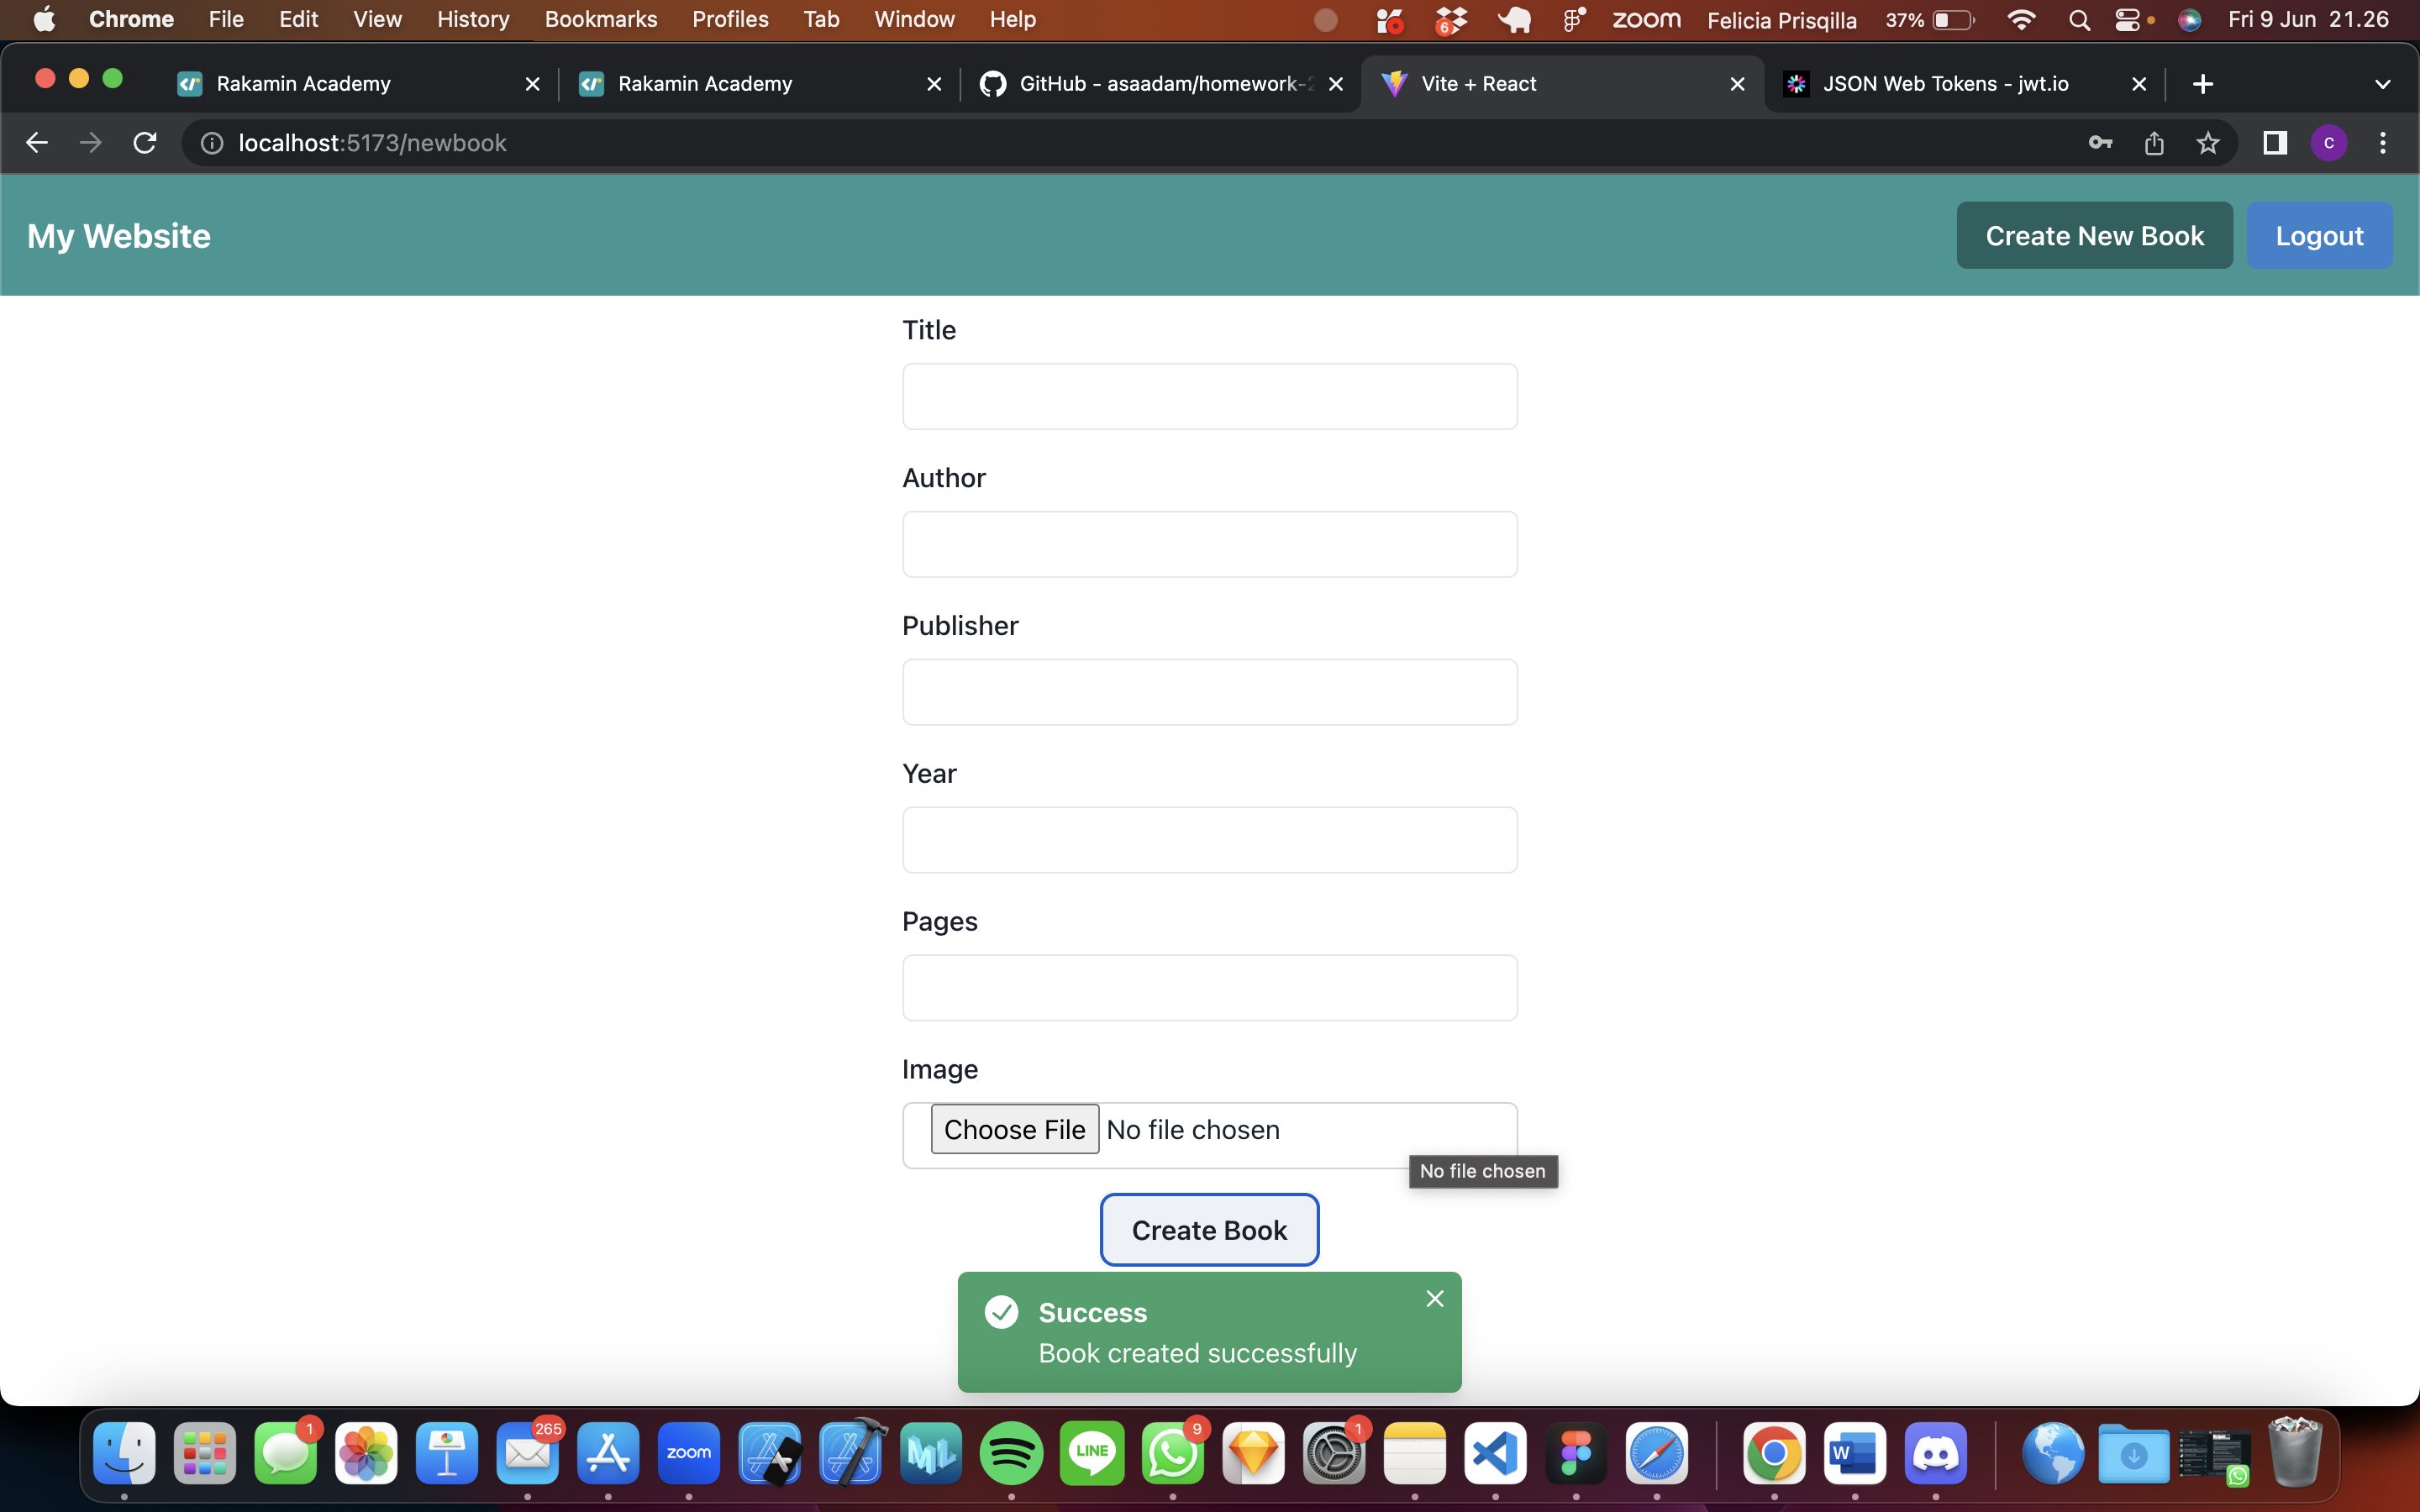 Chrome File Edit View History Bookmarks Profiles Tab Window Help 6 zoom Felicia Prisqilla 37% Fri 9 Jun 21.26
Rakamin Academy Rakamin Academy GitHub - asaadam/homework- Vite + React JSON Web Tokens - jwt.io
localhost:5173/newbook C
My Website Create New Book Logout
Title
Author
Publisher
Year
Pages
Image
Choose File No file chosen
No file chosen
Create Book
Success
Book created successfully
1 265 9 1
zoom ML LINE W